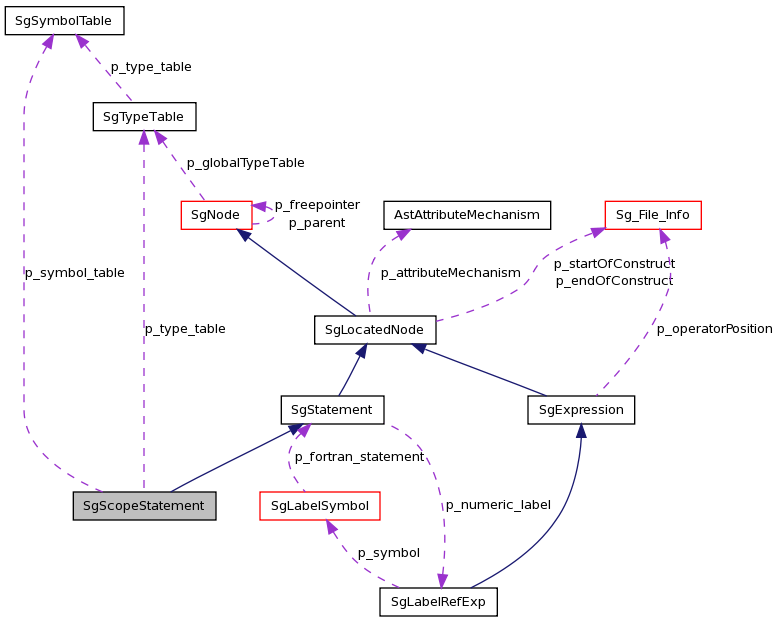 SgSymbolTable
p_type_table
SgTypeTable
p_globalTypeTable
SgNode
p_freepointer
p_parent
AstAttributeMechanism
Sg_File_Info
p_symbol_table
p_attributeMechanism
p_startOfConstruct
p_endOfConstruct
p_type_table
SgLocatedNode
p_operatorPosition
SgStatement
SgExpression
p_fortran_statement
SgScopeStatement
SgLabelSymbol
p_numeric_label
p_symbol
SgLabelRefExp